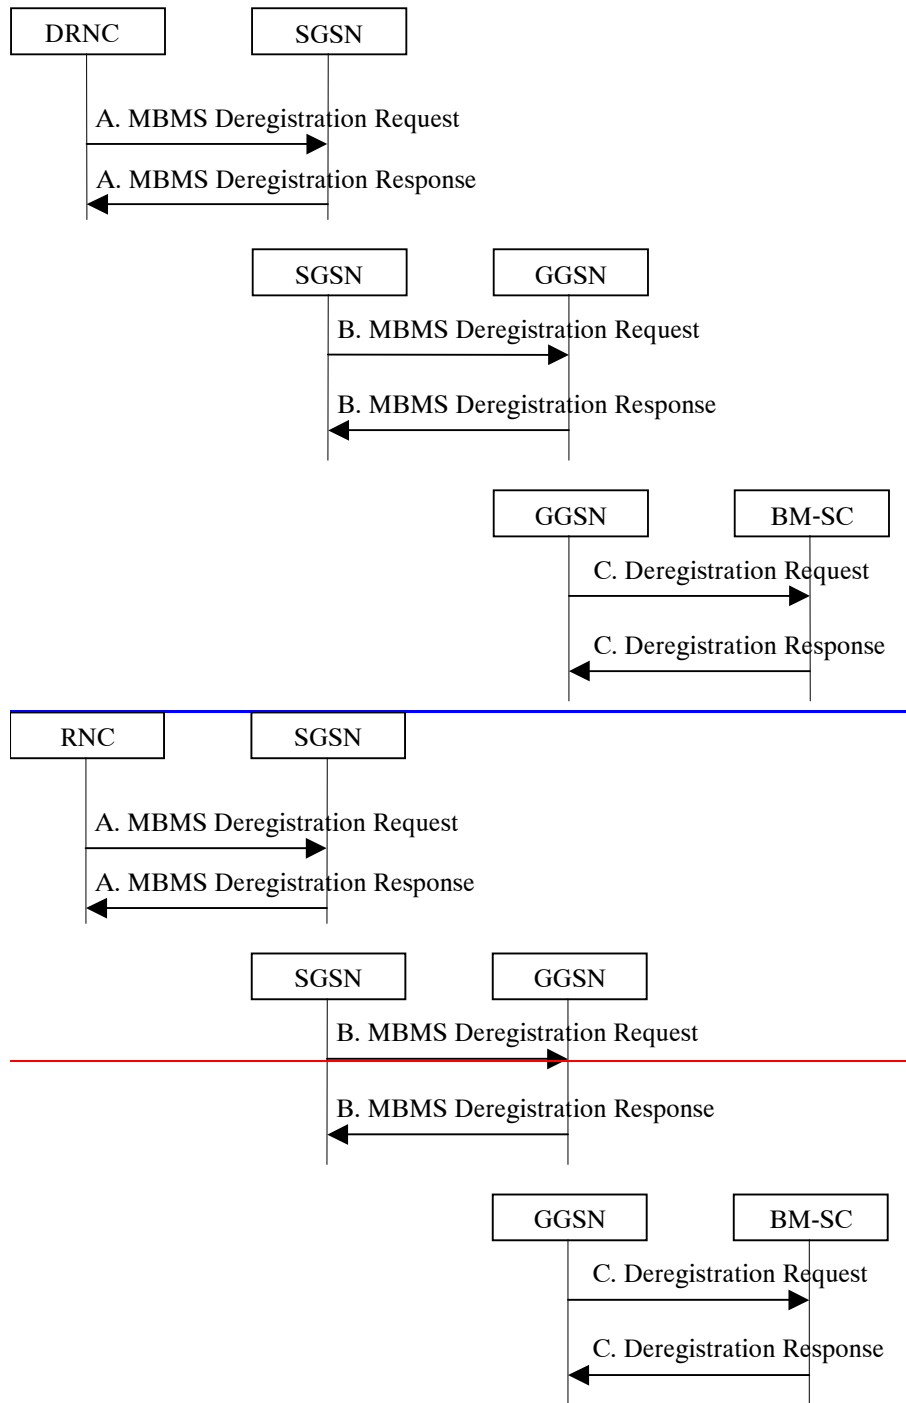 DRNC SGSN
A. MBMS Deregistration Request
A. MBMS Deregistration Response
SGSN GGSN
B. MBMS Deregistration Request
B. MBMS Deregistration Response
GGSN BM-SC
C. Deregistration Request
C. Deregistration Response
RNC SGSN
A. MBMS Deregistration Request
A. MBMS Deregistration Response
SGSN GGSN
B. MBMS Deregistration Request
B. MBMS Deregistration Response
GGSN BM-SC
C. Deregistration Request
C. Deregistration Response